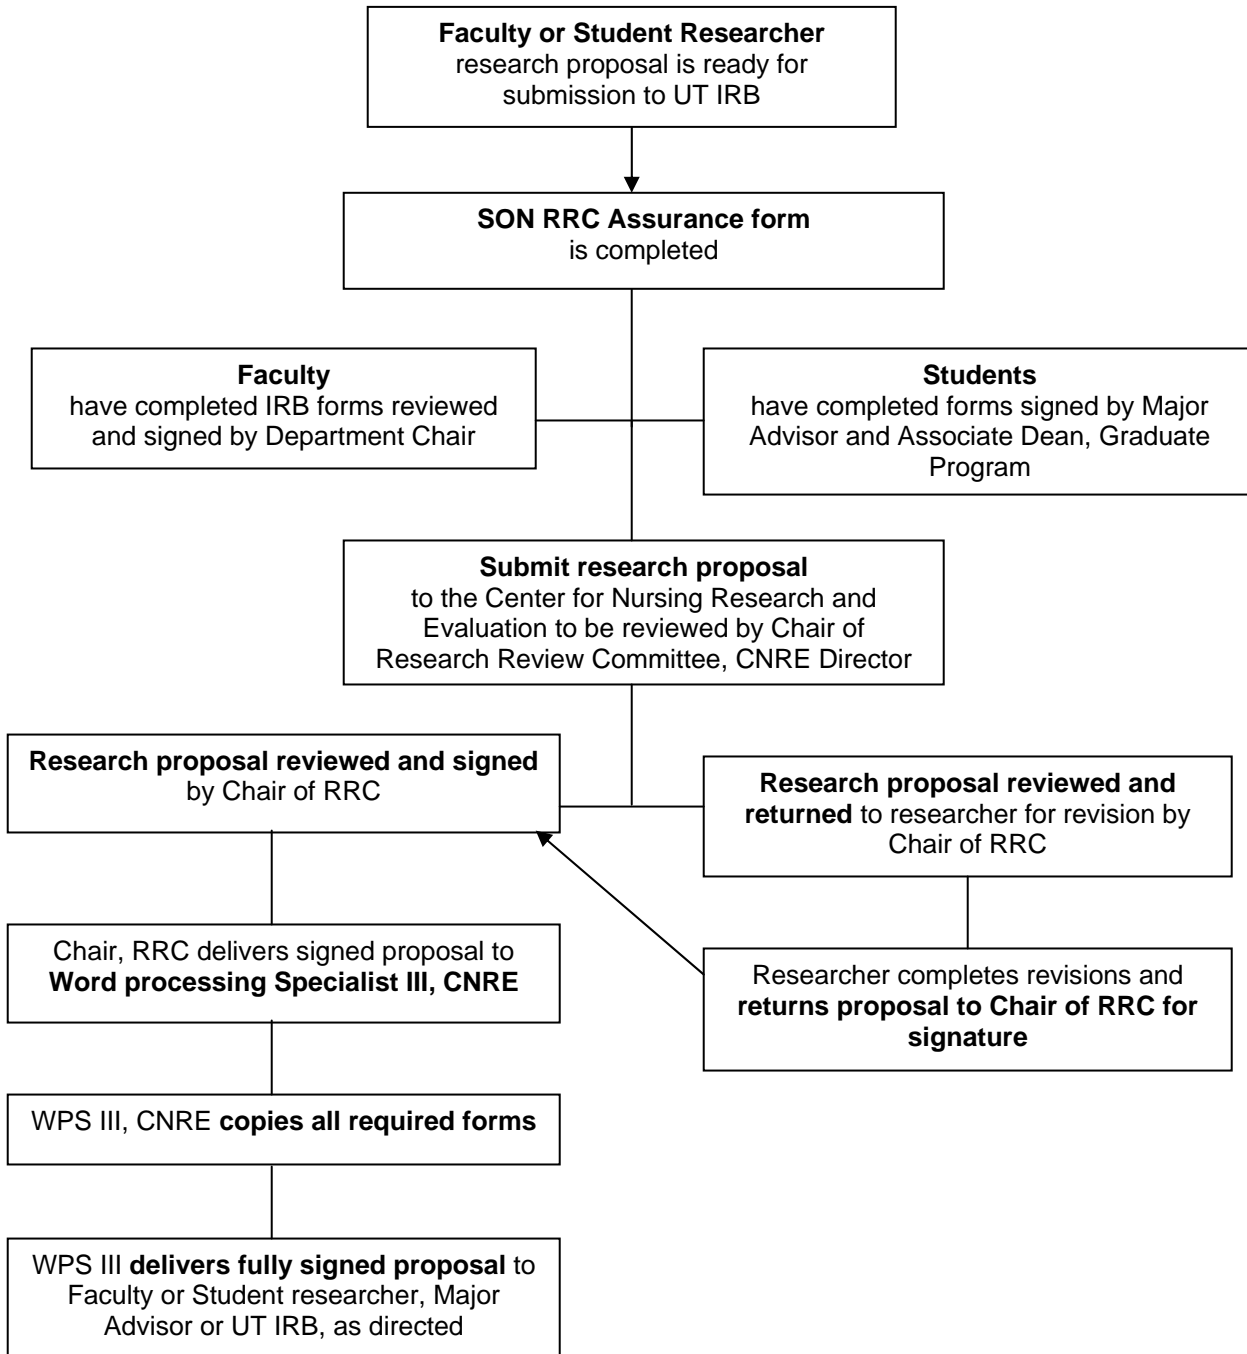 Faculty or Student Researcher
research proposal is ready for
submission to UT IRB
SON RRC Assurance form
is completed
Faculty
have completed IRB forms reviewed
and signed by Department Chair
Students
have completed forms signed by Major
Advisor and Associate Dean, Graduate
Program
Submit research proposal
to the Center for Nursing Research and
Evaluation to be reviewed by Chair of
Research Review Committee, CNRE Director
Research proposal reviewed and signed
by Chair of RRC
Research proposal reviewed and
returned to researcher for revision by
Chair of RRC
Chair, RRC delivers signed proposal to
Word processing Specialist III, CNRE
Researcher completes revisions and
returns proposal to Chair of RRC for
signature
WPS III, CNRE copies all required forms
WPS III delivers fully signed proposal to
Faculty or Student researcher, Major
Advisor or UT IRB, as directed